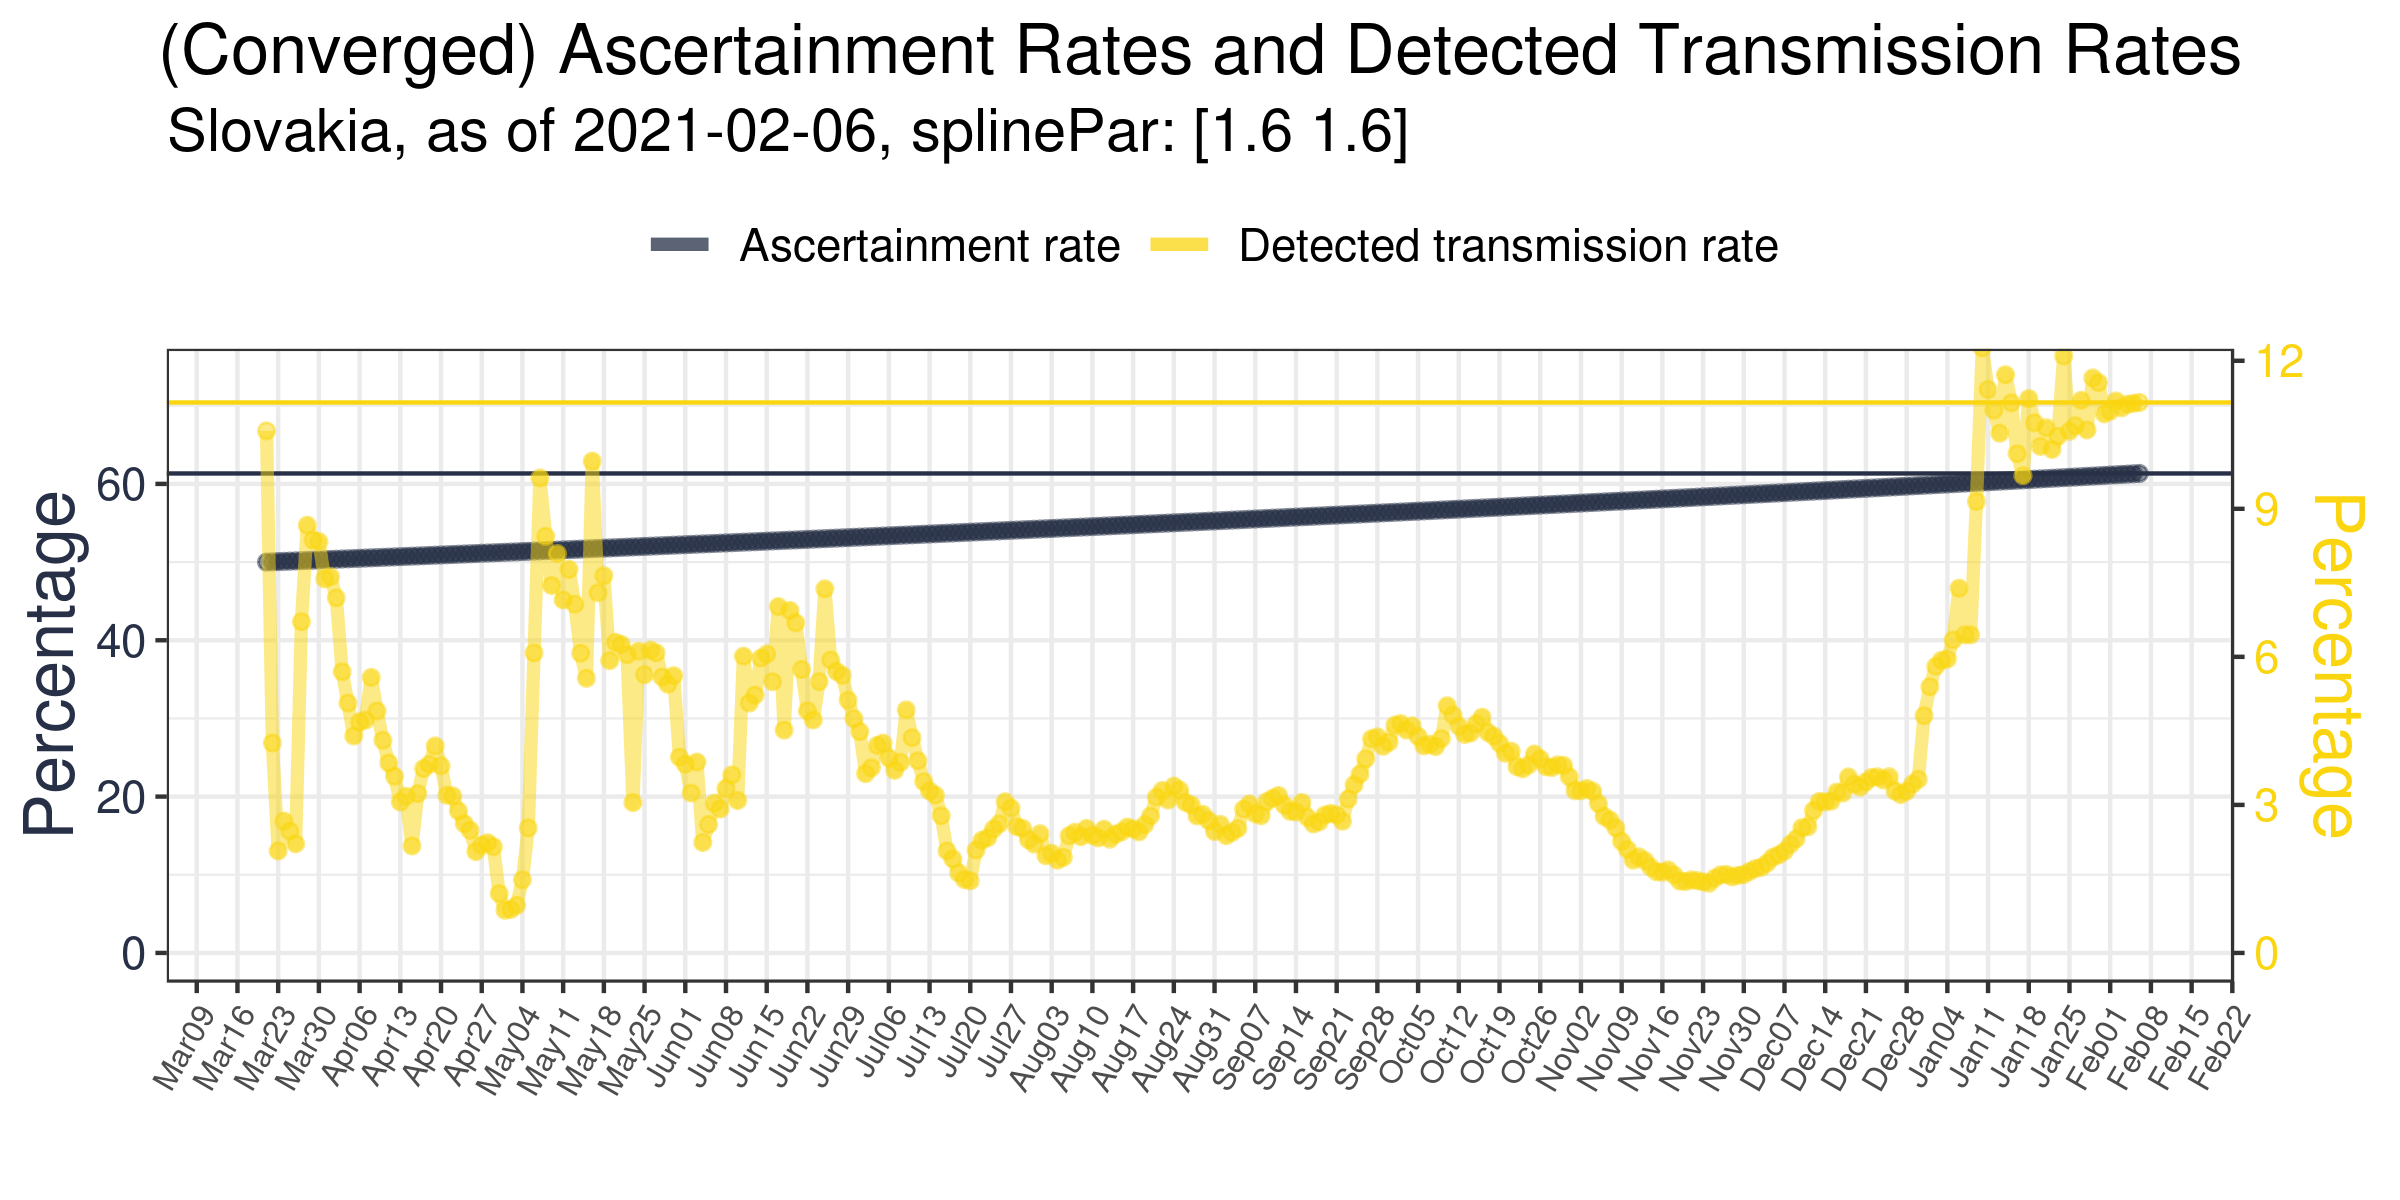 (Converged) Ascertainment Rates and Detected Transmission Rates
Slovakia, as of 2021-02-06, splinePar: [1.6 1.6]
Ascertainment rate Detected transmission rate
Percentage
60
40
20
0
12
9
6
3
0
Percentage
Mar09 Mar16 Mar23 Mar30 Apr06 Apr13 Apr20 Apr27 May04 May11 May18 May25 Jun01 Jun08 Jun15 Jun22 Jun29 Jul06 Jul13 Jul20 Jul27 Aug03 Aug10 Aug17 Aug24 Aug31 Sep07 Sep14 Sep21 Sep28 Oct05 Oct12 Oct19 Oct26 Nov02 Nov09 Nov16 Nov23 Nov30 Dec07 Dec14 Dec21 Dec28 Jan04 Jan11 Jan18 Jan25 Feb01 Feb08 Feb15 Feb22